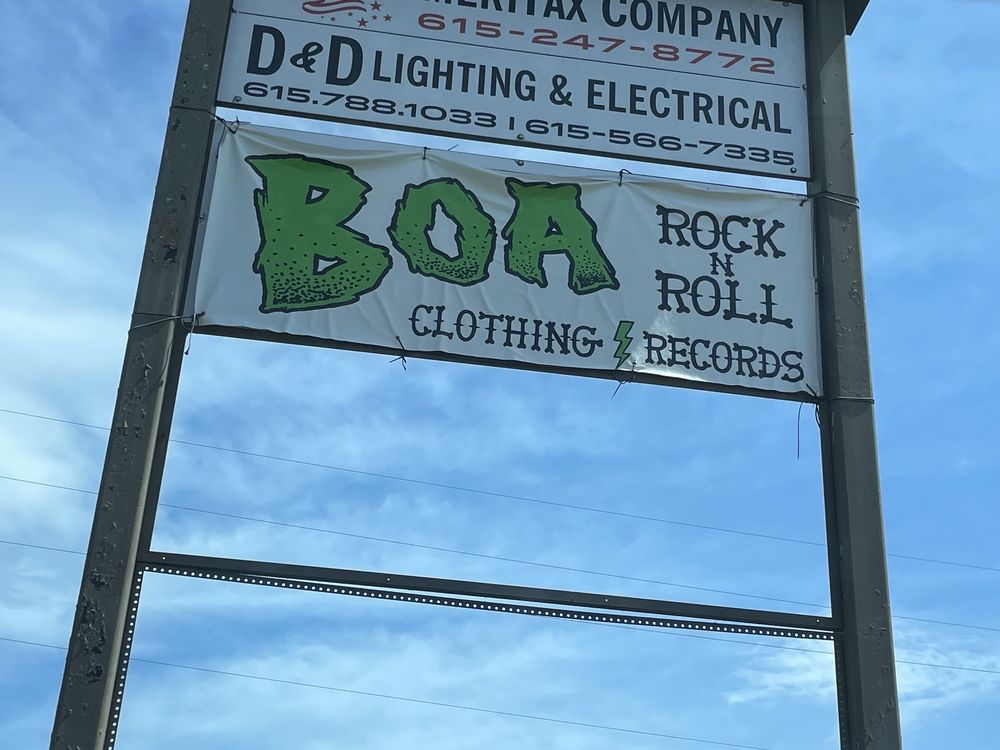 COMPANY
615-247-8772
D&D LIGHTING & ELECTRICAL
615.788.1033 | 615-566-7335
BOA
ROCK
N
ROLL
CLOTHING RECORDS